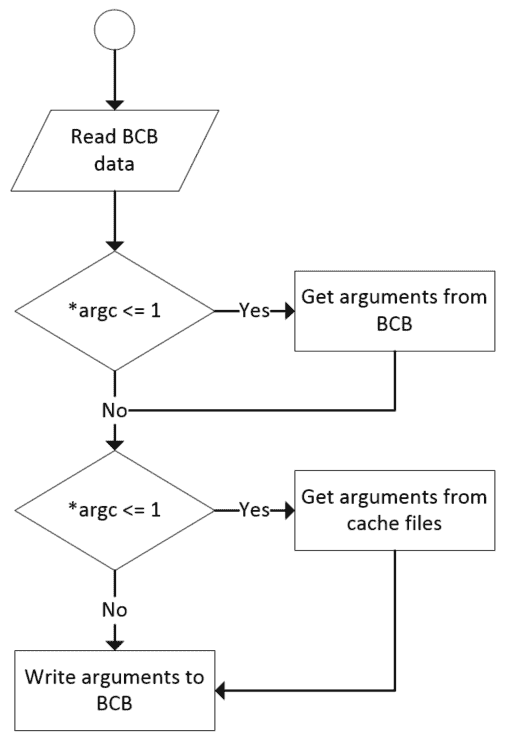 Read BCB
data
*argc <= 1
Yes
Get arguments from
BCB
No
*argc <= 1
Yes
Get arguments from
cache files
No
Write arguments to
BCB